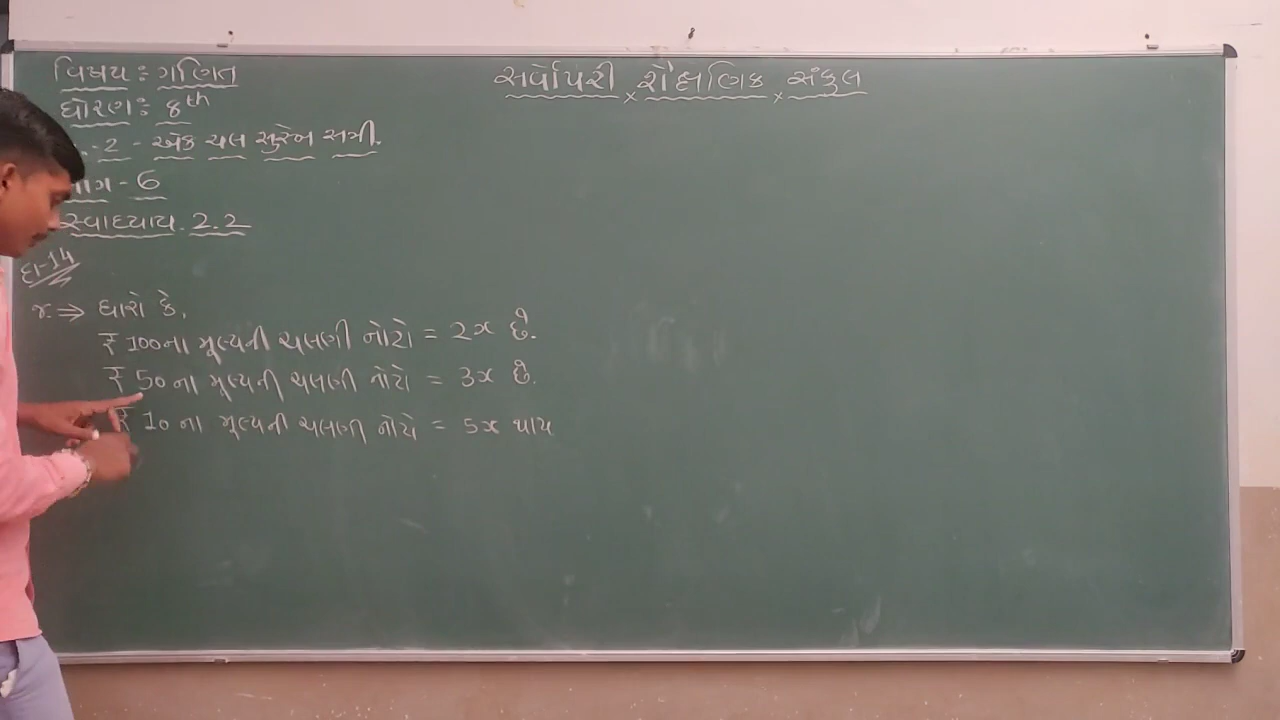 વિષય : ગણિત
સર્વોપરી શૈક્ષણિક સંકુલ
ધોરણ : 8th
.-2 - એક ચલ સુરેખ સમી.
ભાગ - 6
સ્વાધ્યાય. 2.2
દા-14
જ. ⇒ ધારો કે,
₹ 100ના મૂલ્યની ચલણી નોટો = 2x છે.
₹ 50 ના મૂલ્યની ચલણી નોટો = 3x છે.
₹ 10 ના મૂલ્યની ચલણી નોટો = 5x થાય